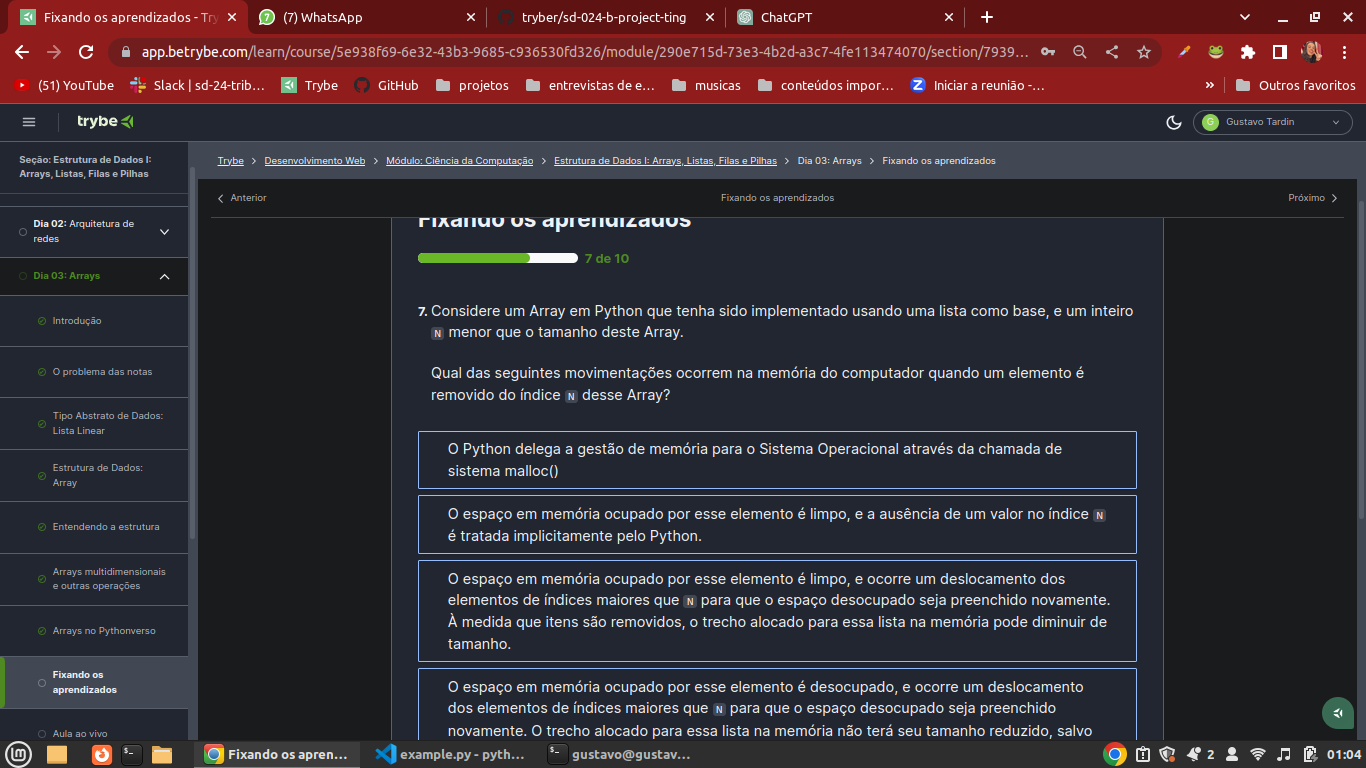 Fixando os aprendizados - Try
(7) WhatsApp
tryber/sd-024-b-project-ting
ChatGPT
app.betrybe.com/learn/course/5e938f69-6e32-43b3-9685-c936530fd326/module/290e715d-73e3-4b2d-a3c7-4fe113474070/section/7939...
(51) YouTube
Slack | sd-24-trib...
Trybe
GitHub
projetos
entrevistas de e...
musicas
conteúdos impor...
Iniciar a reunião -...
»
Outros favoritos
trybe
G
Gustavo Tardin
Seção: Estrutura de Dados I:
Arrays, Listas, Filas e Pilhas
Trybe > Desenvolvimento Web > Módulo: Ciência da Computação > Estrutura de Dados I: Arrays, Listas, Filas e Pilhas > Dia 03: Arrays > Fixando os aprendizados
Anterior
Fixando os aprendizados
Próximo
Dia 02: Arquitetura de
redes
Dia 03: Arrays
Introdução
O problema das notas
Tipo Abstrato de Dados:
Lista Linear
Estrutura de Dados:
Array
Entendendo a estrutura
Arrays multidimensionais
e outras operações
Arrays no Pythonverso
Fixando os
aprendizados
Aula ao vivo
Fixando os aprendizados
7 de 10
7. Considere um Array em Python que tenha sido implementado usando uma lista como base, e um inteiro
N menor que o tamanho deste Array.
Qual das seguintes movimentações ocorrem na memória do computador quando um elemento é
removido do índice N desse Array?
O Python delega a gestão de memória para o Sistema Operacional através da chamada de
sistema malloc()
O espaço em memória ocupado por esse elemento é limpo, e a ausência de um valor no índice N
é tratada implicitamente pelo Python.
O espaço em memória ocupado por esse elemento é limpo, e ocorre um deslocamento dos
elementos de índices maiores que N para que o espaço desocupado seja preenchido novamente.
À medida que itens são removidos, o trecho alocado para essa lista na memória pode diminuir de
tamanho.
O espaço em memória ocupado por esse elemento é desocupado, e ocorre um deslocamento
dos elementos de índices maiores que N para que o espaço desocupado seja preenchido
novamente. O trecho alocado para essa lista na memória não terá seu tamanho reduzido, salvo
Fixando os apren...
example.py - pyth...
gustavo@gustav...
2
01:04